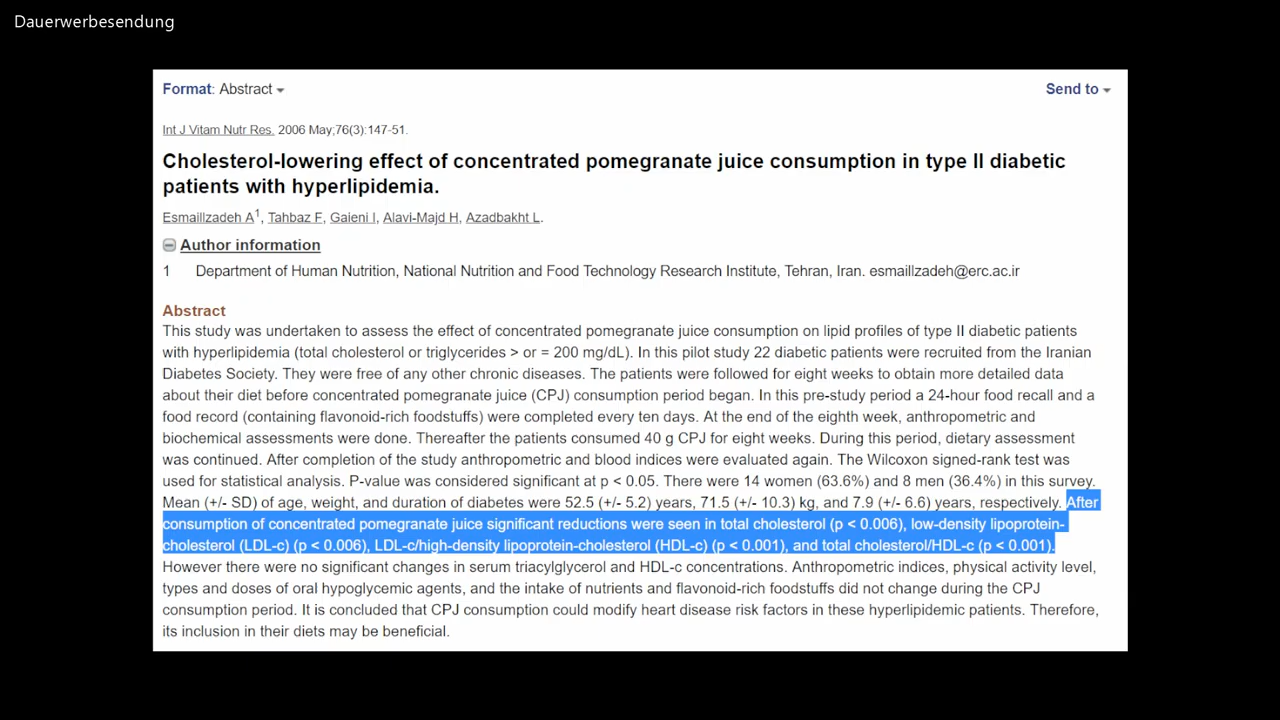 Dauerwerbesendung
Format: Abstract
Send to
Int J Vitam Nutr Res. 2006 May;76(3):147-51.
Cholesterol-lowering effect of concentrated pomegranate juice consumption in type II diabetic
patients with hyperlipidemia.
Esmaillzadeh A1, Tahbaz F, Gaieni I, Alavi-Majd H, Azadbakht L.
Author information
1 Department of Human Nutrition, National Nutrition and Food Technology Research Institute, Tehran, Iran. esmaillzadeh@erc.ac.ir
Abstract
This study was undertaken to assess the effect of concentrated pomegranate juice consumption on lipid profiles of type II diabetic patients
with hyperlipidemia (total cholesterol or triglycerides > or = 200 mg/dL). In this pilot study 22 diabetic patients were recruited from the Iranian
Diabetes Society. They were free of any other chronic diseases. The patients were followed for eight weeks to obtain more detailed data
about their diet before concentrated pomegranate juice (CPJ) consumption period began. In this pre-study period a 24-hour food recall and a
food record (containing flavonoid-rich foodstuffs) were completed every ten days. At the end of the eighth week, anthropometric and
biochemical assessments were done. Thereafter the patients consumed 40 g CPJ for eight weeks. During this period, dietary assessment
was continued. After completion of the study anthropometric and blood indices were evaluated again. The Wilcoxon signed-rank test was
used for statistical analysis. P-value was considered significant at p < 0.05. There were 14 women (63.6%) and 8 men (36.4%) in this survey.
Mean (+/- SD) of age, weight, and duration of diabetes were 52.5 (+/- 5.2) years, 71.5 (+/- 10.3) kg, and 7.9 (+/- 6.6) years, respectively. After
consumption of concentrated pomegranate juice significant reductions were seen in total cholesterol (p < 0.006), low-density lipoprotein-
cholesterol (LDL-c) (p < 0.006), LDL-c/high-density lipoprotein-cholesterol (HDL-c) (p < 0.001), and total cholesterol/HDL-c (p < 0.001).
However there were no significant changes in serum triacylglycerol and HDL-c concentrations. Anthropometric indices, physical activity level,
types and doses of oral hypoglycemic agents, and the intake of nutrients and flavonoid-rich foodstuffs did not change during the CPJ
consumption period. It is concluded that CPJ consumption could modify heart disease risk factors in these hyperlipidemic patients. Therefore,
its inclusion in their diets may be beneficial.